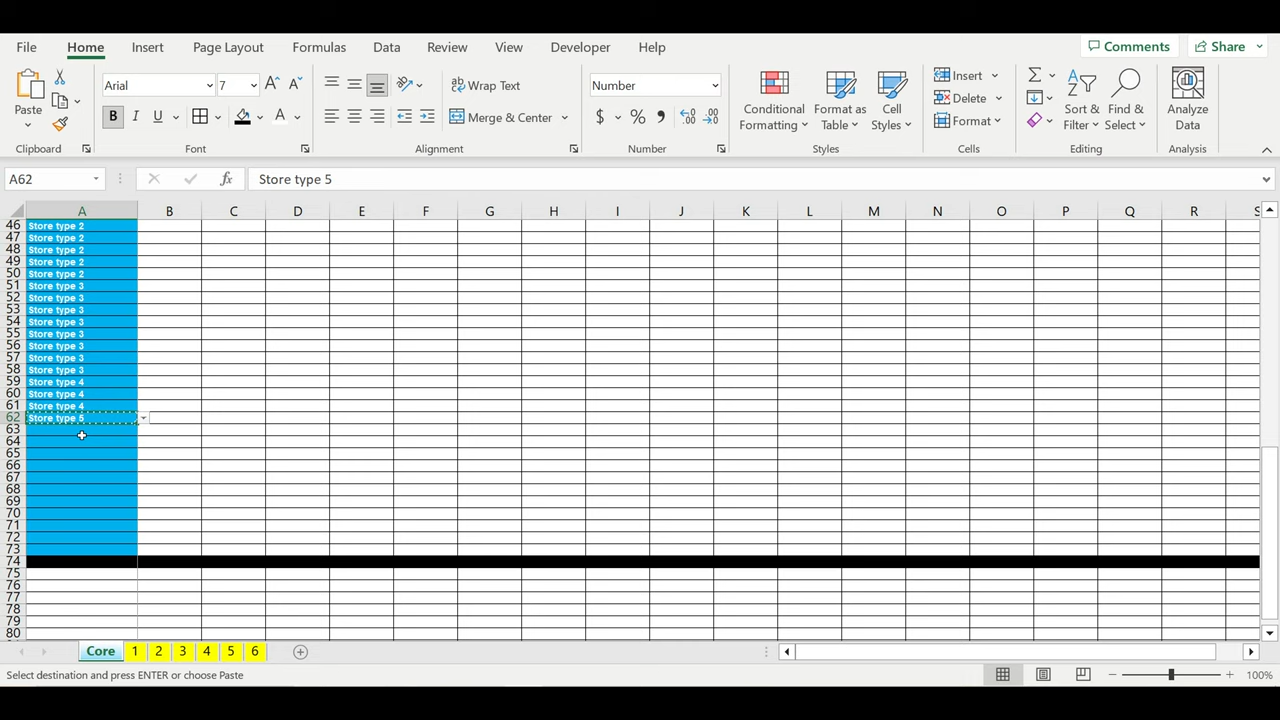 File Home Insert Page Layout Formulas Data Review View Developer Help Comments Share
Arial 7 Wrap Text Number Insert
Paste B I U A Merge & Center $ % Conditional Formatting Format as Table Cell Styles Delete Format Sort & Filter Find & Select Analyze Data
Clipboard Font Alignment Number Styles Cells Editing Analysis
A62 fx Store type 5
A B C D E F G H I J K L M N O P Q R S
46 Store type 2
47 Store type 2
48 Store type 2
49 Store type 2
50 Store type 2
51 Store type 3
52 Store type 3
53 Store type 3
54 Store type 3
55 Store type 3
56 Store type 3
57 Store type 3
58 Store type 3
59 Store type 4
60 Store type 4
61 Store type 4
62 Store type 5
63
64
65
66
67
68
69
70
71
72
73
74
75
76
77
78
79
80
Core 1 2 3 4 5 6
Select destination and press ENTER or choose Paste 100%